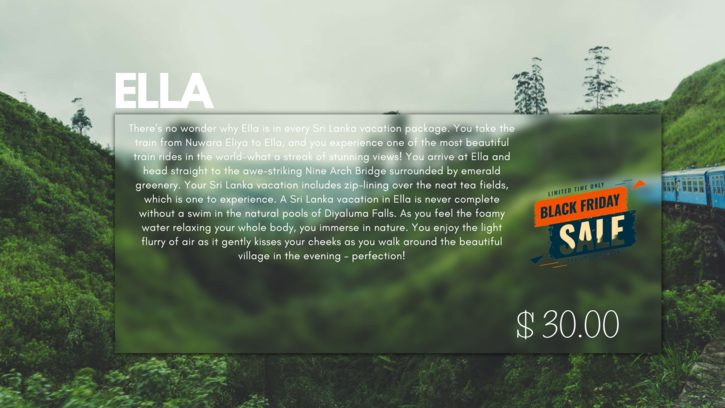 ELLA
There's no wonder why Ella is in every Sri Lanka vacation package. You take the
train from Nuwara Eliya to Ella, and you experience one of the most beautiful
train rides in the world-what a streak of stunning views! You arrive at Ella and
head straight to the awe-striking Nine Arch Bridge surrounded by emerald
greenery. Your Sri Lanka vacation includes zip-lining over the neat tea fields,
which is one to experience. A Sri Lanka vacation in Ella is never complete
without a swim in the natural pools of Diyaluma Falls. As you feel the foamy
water relaxing your whole body, you immerse in nature. You enjoy the light
flurry of air as it gently kisses your cheeks as you walk around the beautiful
village in the evening – perfection!
LIMITED TIME ONLY
BLACK FRIDAY
SALE
$ 30.00